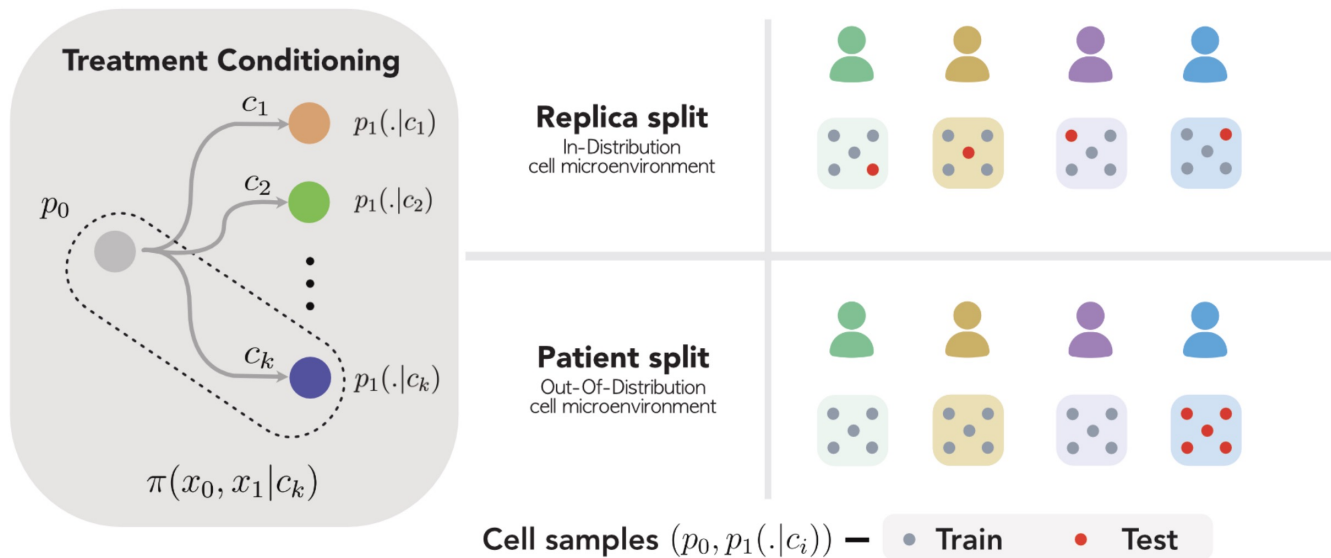 Treatment Conditioning
c₁
p₁(.|c₁)
c₂
p₁(.|c₂)
p₀
cₖ
p₁(.|cₖ)
π(x₀, x₁|cₖ)
Replica split
In-Distribution
cell microenvironment
Patient split
Out-Of-Distribution
cell microenvironment
Cell samples (p₀, p₁(.|cᵢ)) – Train Test